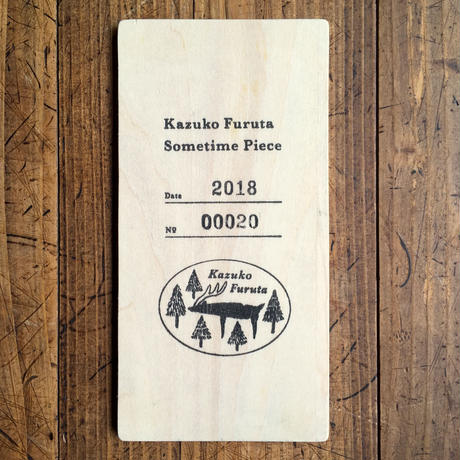 Kazuko Furuta
Sometime Piece
Date 2018
No 00020
Kazuko
Furuta